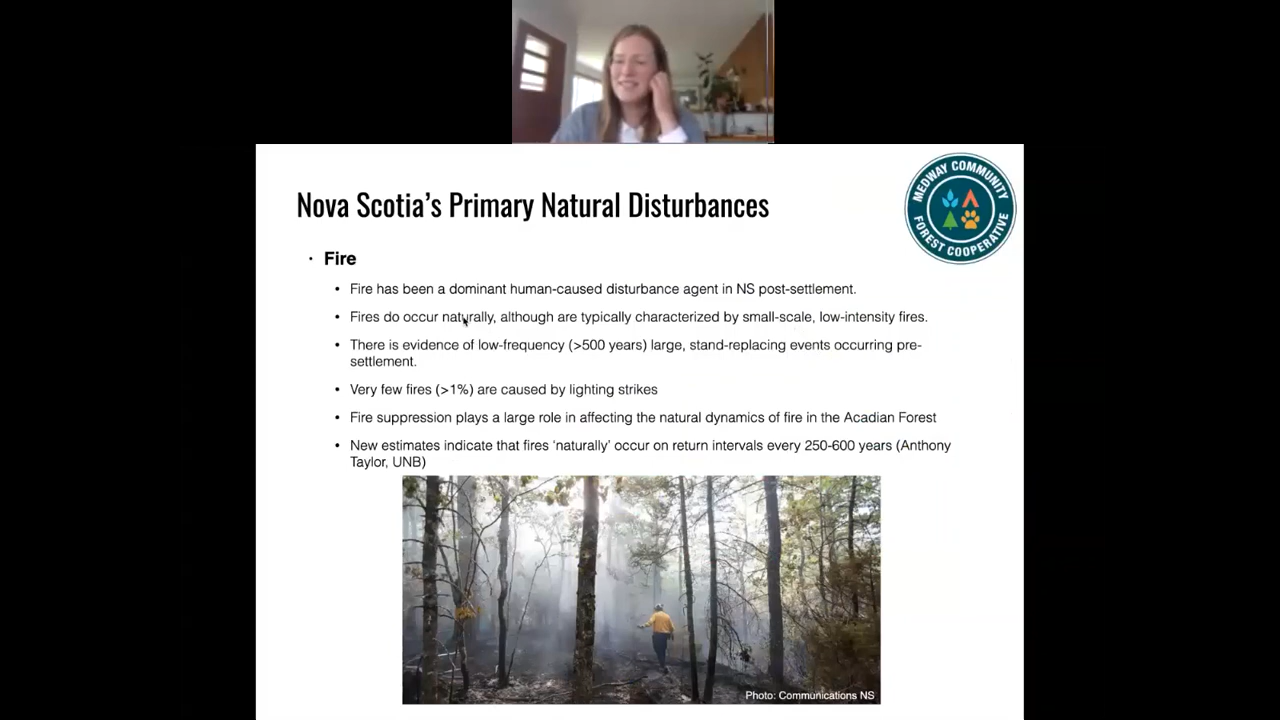 Nova Scotia's Primary Natural Disturbances
MEDWAY COMMUNITY
FOREST COOPERATIVE
• Fire
• Fire has been a dominant human-caused disturbance agent in NS post-settlement.
• Fires do occur naturally, although are typically characterized by small-scale, low-intensity fires.
• There is evidence of low-frequency (>500 years) large, stand-replacing events occurring pre-
settlement.
• Very few fires (>1%) are caused by lighting strikes
• Fire suppression plays a large role in affecting the natural dynamics of fire in the Acadian Forest
• New estimates indicate that fires ‘naturally’ occur on return intervals every 250-600 years (Anthony
Taylor, UNB)
Photo: Communications NS